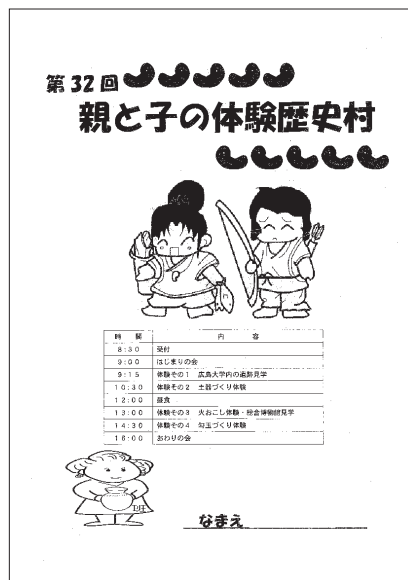 第32回
親と子の体験歴史村
時 間 内 容
8:30 受付
9:00 はじまりの会
9:15 体験その1 広島大学内の遺跡見学
10:30 体験その2 土器づくり体験
12:00 昼食
13:00 体験その3 火おこし体験・総合博物館見学
14:30 体験その4 勾玉づくり体験
16:00 おわりの会
なまえ